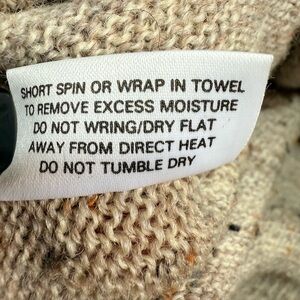 SHORT SPIN OR WRAP IN TOWEL
TO REMOVE EXCESS MOISTURE
DO NOT WRING/DRY FLAT
AWAY FROM DIRECT HEAT
DO NOT TUMBLE DRY